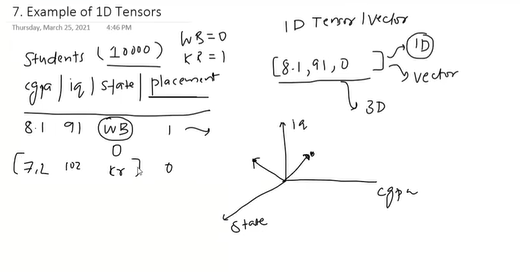 7. Example of 1D Tensors
Thursday, March 25, 2021 4:46 PM
Students (10000)
WB = 0
KR = 1
cgpa | iq | state | placement
8.1 91 WB 1
0
[7.2 102 Kr] 0
1D Tensor/Vector
[8.1, 91, 0]
1D
Vector
3D
IQ
cgpa
State